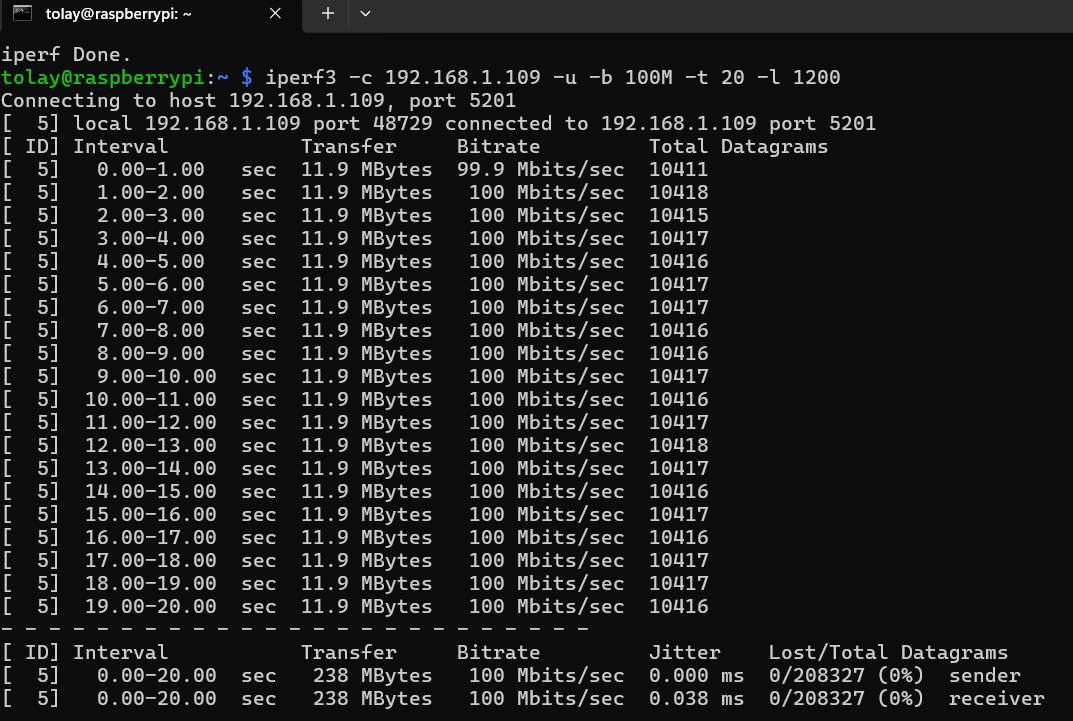 tolay@raspberrypi: ~
iperf Done.
tolay@raspberrypi:~ $ iperf3 -c 192.168.1.109 -u -b 100M -t 20 -l 1200
Connecting to host 192.168.1.109, port 5201
[  5] local 192.168.1.109 port 48729 connected to 192.168.1.109 port 5201
[ ID] Interval           Transfer     Bitrate         Total Datagrams
[  5]   0.00-1.00   sec  11.9 MBytes  99.9 Mbits/sec  10411
[  5]   1.00-2.00   sec  11.9 MBytes   100 Mbits/sec  10418
[  5]   2.00-3.00   sec  11.9 MBytes   100 Mbits/sec  10415
[  5]   3.00-4.00   sec  11.9 MBytes   100 Mbits/sec  10417
[  5]   4.00-5.00   sec  11.9 MBytes   100 Mbits/sec  10416
[  5]   5.00-6.00   sec  11.9 MBytes   100 Mbits/sec  10417
[  5]   6.00-7.00   sec  11.9 MBytes   100 Mbits/sec  10417
[  5]   7.00-8.00   sec  11.9 MBytes   100 Mbits/sec  10416
[  5]   8.00-9.00   sec  11.9 MBytes   100 Mbits/sec  10416
[  5]   9.00-10.00  sec  11.9 MBytes   100 Mbits/sec  10417
[  5]  10.00-11.00  sec  11.9 MBytes   100 Mbits/sec  10416
[  5]  11.00-12.00  sec  11.9 MBytes   100 Mbits/sec  10417
[  5]  12.00-13.00  sec  11.9 MBytes   100 Mbits/sec  10418
[  5]  13.00-14.00  sec  11.9 MBytes   100 Mbits/sec  10417
[  5]  14.00-15.00  sec  11.9 MBytes   100 Mbits/sec  10416
[  5]  15.00-16.00  sec  11.9 MBytes   100 Mbits/sec  10417
[  5]  16.00-17.00  sec  11.9 MBytes   100 Mbits/sec  10416
[  5]  17.00-18.00  sec  11.9 MBytes   100 Mbits/sec  10417
[  5]  18.00-19.00  sec  11.9 MBytes   100 Mbits/sec  10417
[  5]  19.00-20.00  sec  11.9 MBytes   100 Mbits/sec  10416
- - - - - - - - - - - - - - - - - - - - - - - - -
[ ID] Interval           Transfer     Bitrate         Jitter    Lost/Total Datagrams
[  5]   0.00-20.00  sec   238 MBytes   100 Mbits/sec  0.000 ms  0/208327 (0%)  sender
[  5]   0.00-20.00  sec   238 MBytes   100 Mbits/sec  0.038 ms  0/208327 (0%)  receiver